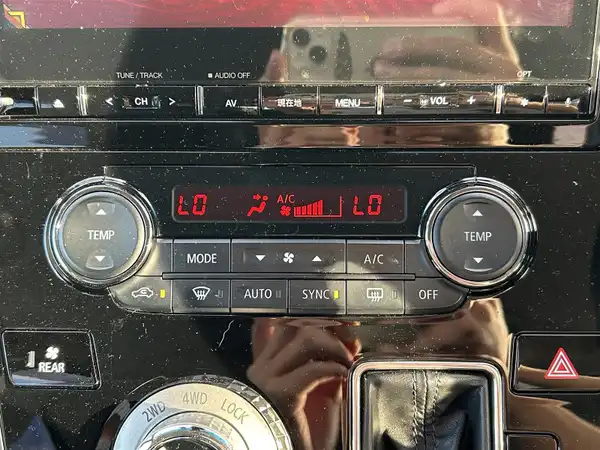 TUNE / TRACK
AUDIO OFF
OPT
< CH >
AV
現在地
MENU
− VOL +
LO A/C LO
TEMP
TEMP
MODE
A/C
AUTO
SYNC
OFF
REAR
2WD 4WD LOCK